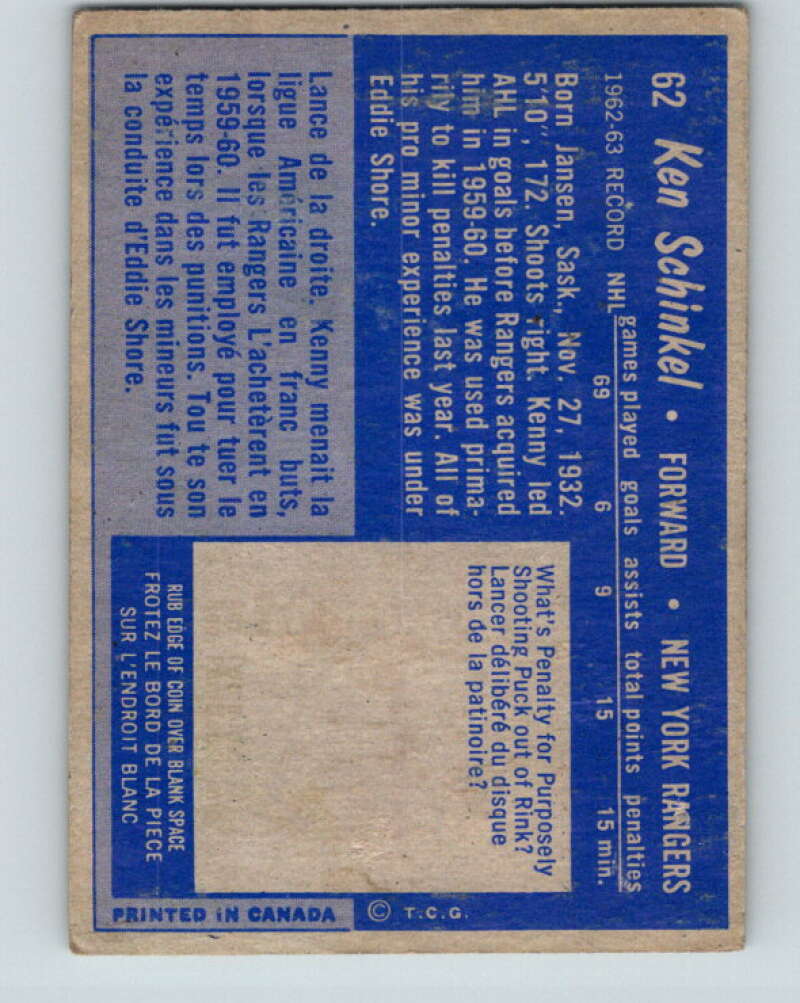 62 Ken Schinkel • FORWARD • NEW YORK RANGERS
1962-63 RECORD games played goals assists total points penalties
NHL 69 6 9 15 15 min.
Born Jansen, Sask., Nov. 27, 1932.
5'10", 172. Shoots right. Kenny led
AHL in goals before Rangers acquired
him in 1959-60. He was used prima-
rily to kill penalties last year. All of
his pro minor experience was under
Eddie Shore.
Lance de la droite. Kenny menait la
ligue Américaine en franc buts,
lorsque les Rangers L'achetèrent en
1959-60. Il fut employé pour tuer le
temps lors des punitions. Tou te son
expérience dans les mineurs fut sous
la conduite d'Eddie Shore.
What's Penalty for Purposely
Shooting Puck out of Rink?
Lancer délibéré du disque
hors de la patinoire?
RUB EDGE OF COIN OVER BLANK SPACE
FROTEZ LE BORD DE LA PIECE
SUR L'ENDROIT BLANC
PRINTED IN CANADA © T.C.G.